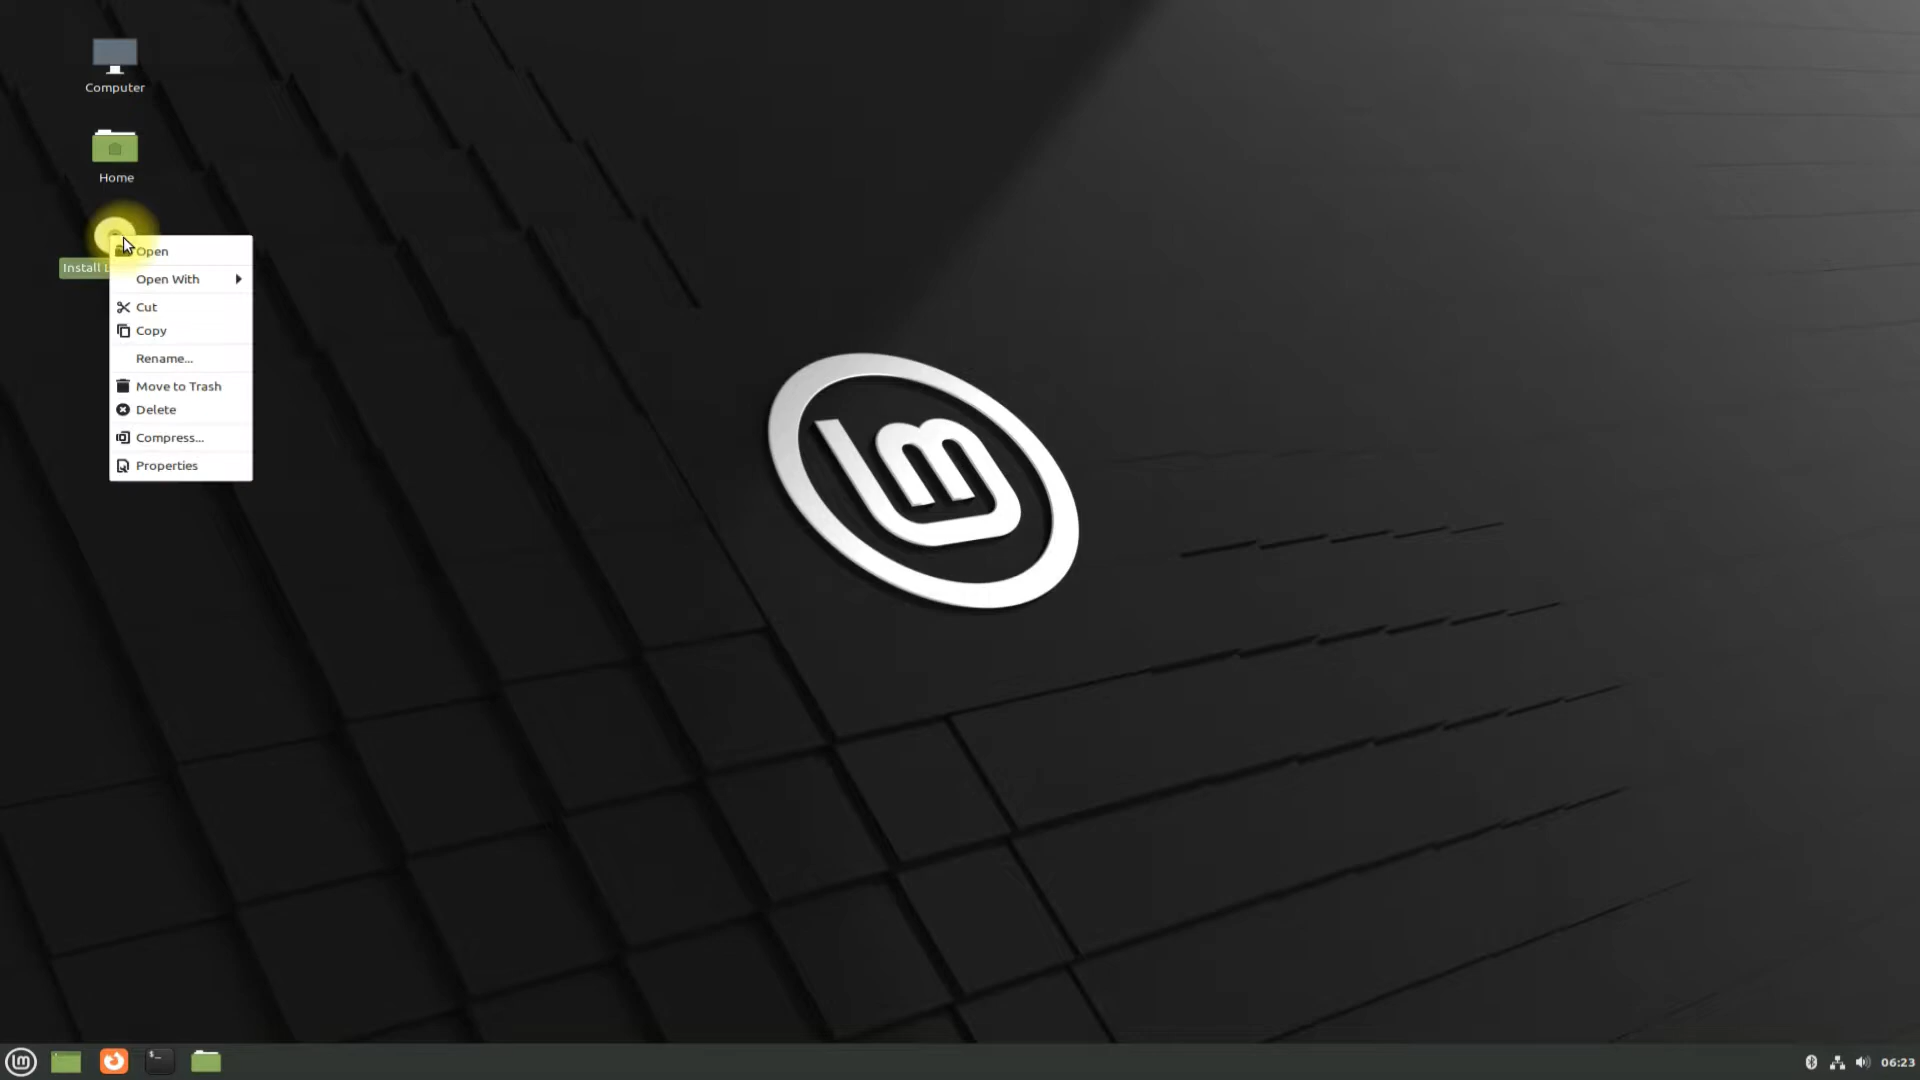 Computer
Home
Install
Open
Open With
Cut
Copy
Rename...
Move to Trash
Delete
Compress...
Properties
06:23